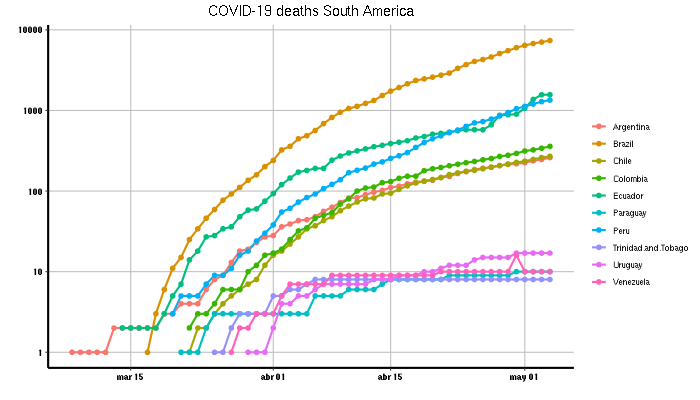 COVID-19 deaths South America
10000
1000
100
10
1
mar 15
abr 01
abr 15
may 01
Argentina
Brazil
Chile
Colombia
Ecuador
Paraguay
Peru
Trinidad.and.Tobago
Uruguay
Venezuela